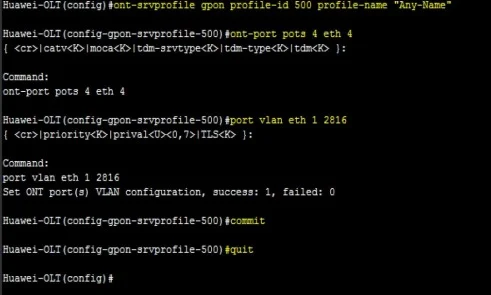 Huawei-OLT(config)#ont-srvprofile gpon profile-id 500 profile-name "Any-Name"
Huawei-OLT(config-gpon-srvprofile-500)#ont-port pots 4 eth 4
{ <cr>|catv<K>|moca<K>|tdm-srvtype<K>|tdm-type<K>|tdm<K> }:
Command:
ont-port pots 4 eth 4
Huawei-OLT(config-gpon-srvprofile-500)#port vlan eth 1 2816
{ <cr>|priority<K>|prival<U><0,7>|TLS<K> }:
Command:
port vlan eth 1 2816
Set ONT port(s) VLAN configuration, success: 1, failed: 0
Huawei-OLT(config-gpon-srvprofile-500)#commit
Huawei-OLT(config-gpon-srvprofile-500)#quit
Huawei-OLT(config)#